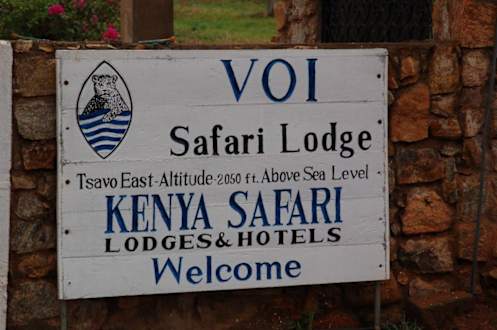 VOI
Safari Lodge
Tsavo East-Altitude-2050 ft. Above Sea Level
KENYA SAFARI
LODGES & HOTELS
Welcome